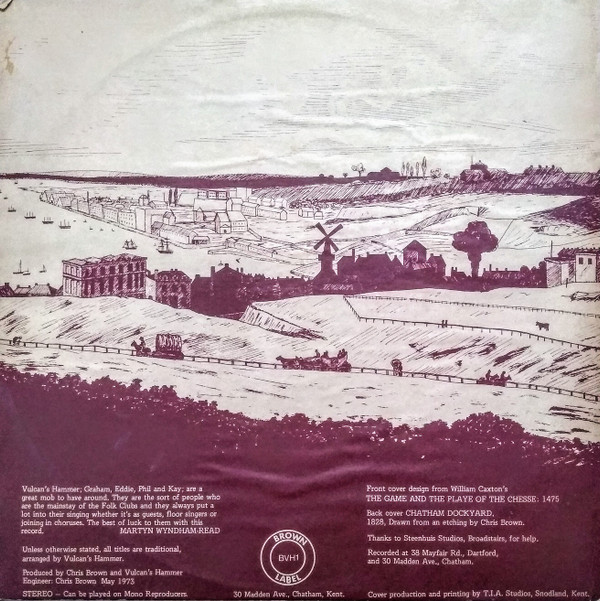 Vulcan's Hammer; Graham, Eddie, Phil and Kay; are a
great mob to have around. They are the sort of people who
are the mainstay of the Folk Clubs and they always put a
lot into their singing whether it's as guests, floor singers or
joining in choruses. The best of luck to them with this
record. MARTYN WYNDHAM-READ
Unless otherwise stated, all titles are traditional,
arranged by Vulcan's Hammer.
Produced by Chris Brown and Vulcan's Hammer
Engineer: Chris Brown May 1973
STEREO – Can be played on Mono Reproducers.
BROWN
BVH1
LABEL
30 Madden Ave., Chatham, Kent.
Front cover design from William Caxton's
THE GAME AND THE PLAYE OF THE CHESSE: 1475
Back cover CHATHAM DOCKYARD,
1828, Drawn from an etching by Chris Brown.
Thanks to Steenhuis Studios, Broadstairs, for help.
Recorded at 38 Mayfair Rd., Dartford,
and 30 Madden Ave., Chatham.
Cover production and printing by T.I.A. Studios, Snodland, Kent.